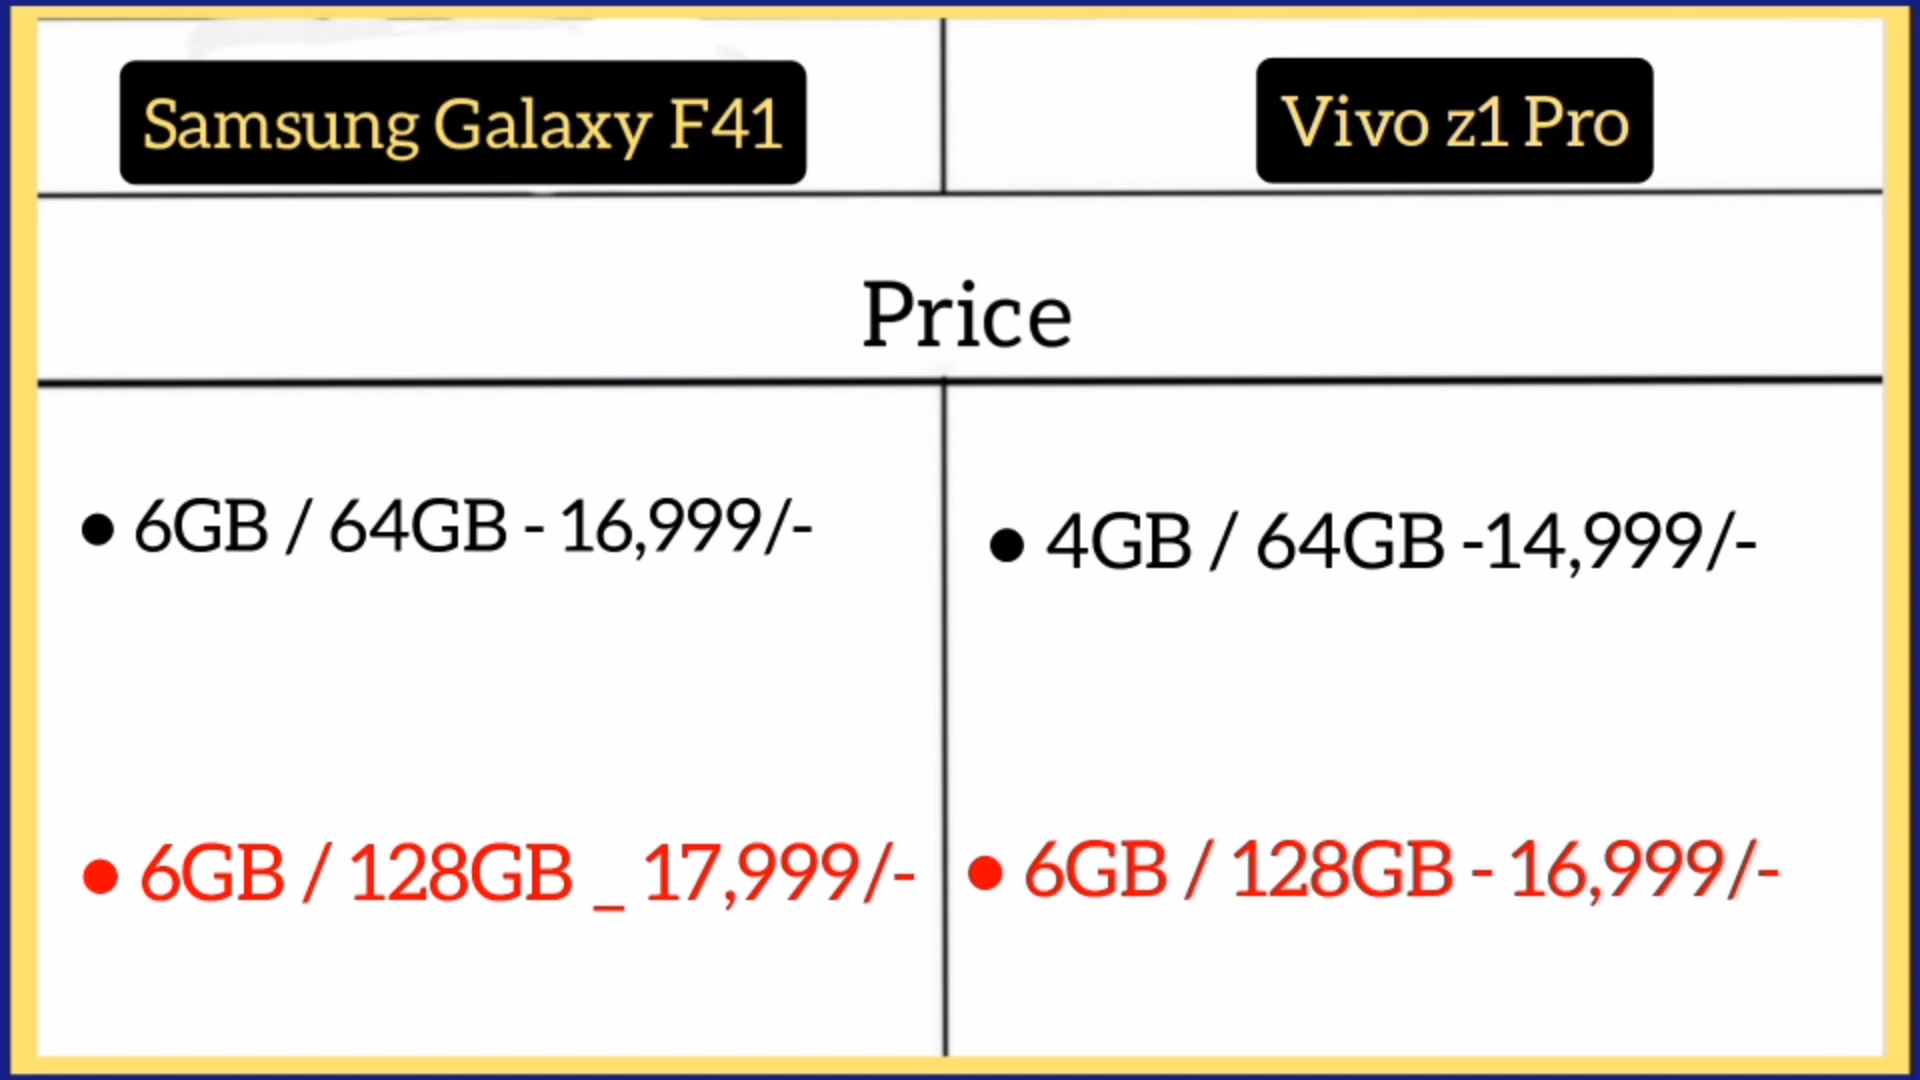 Samsung Galaxy F41
Vivo z1 Pro
Price
● 6GB / 64GB - 16,999/-
● 4GB / 64GB -14,999/-
● 6GB / 128GB _ 17,999/-
● 6GB / 128GB - 16,999/-